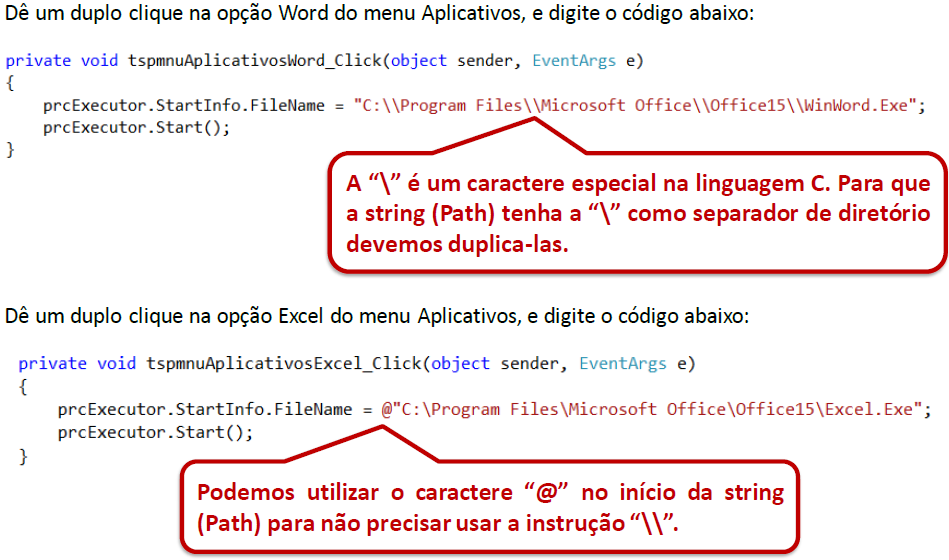 Dê um duplo clique na opção Word do menu Aplicativos, e digite o código abaixo:
private void tspmnuAplicativosWord_Click(object sender, EventArgs e)
{
prcExecutor.StartInfo.FileName = "C:\\Program Files\\Microsoft Office\\Office15\\WinWord.Exe";
prcExecutor.Start();
}
A “\” é um caractere especial na linguagem C. Para que
a string (Path) tenha a “\” como separador de diretório
devemos duplica-las.
Dê um duplo clique na opção Excel do menu Aplicativos, e digite o código abaixo:
private void tspmnuAplicativosExcel_Click(object sender, EventArgs e)
{
prcExecutor.StartInfo.FileName = @"C:\Program Files\Microsoft Office\Office15\Excel.Exe";
prcExecutor.Start();
}
Podemos utilizar o caractere “@” no início da string
(Path) para não precisar usar a instrução “\\”.